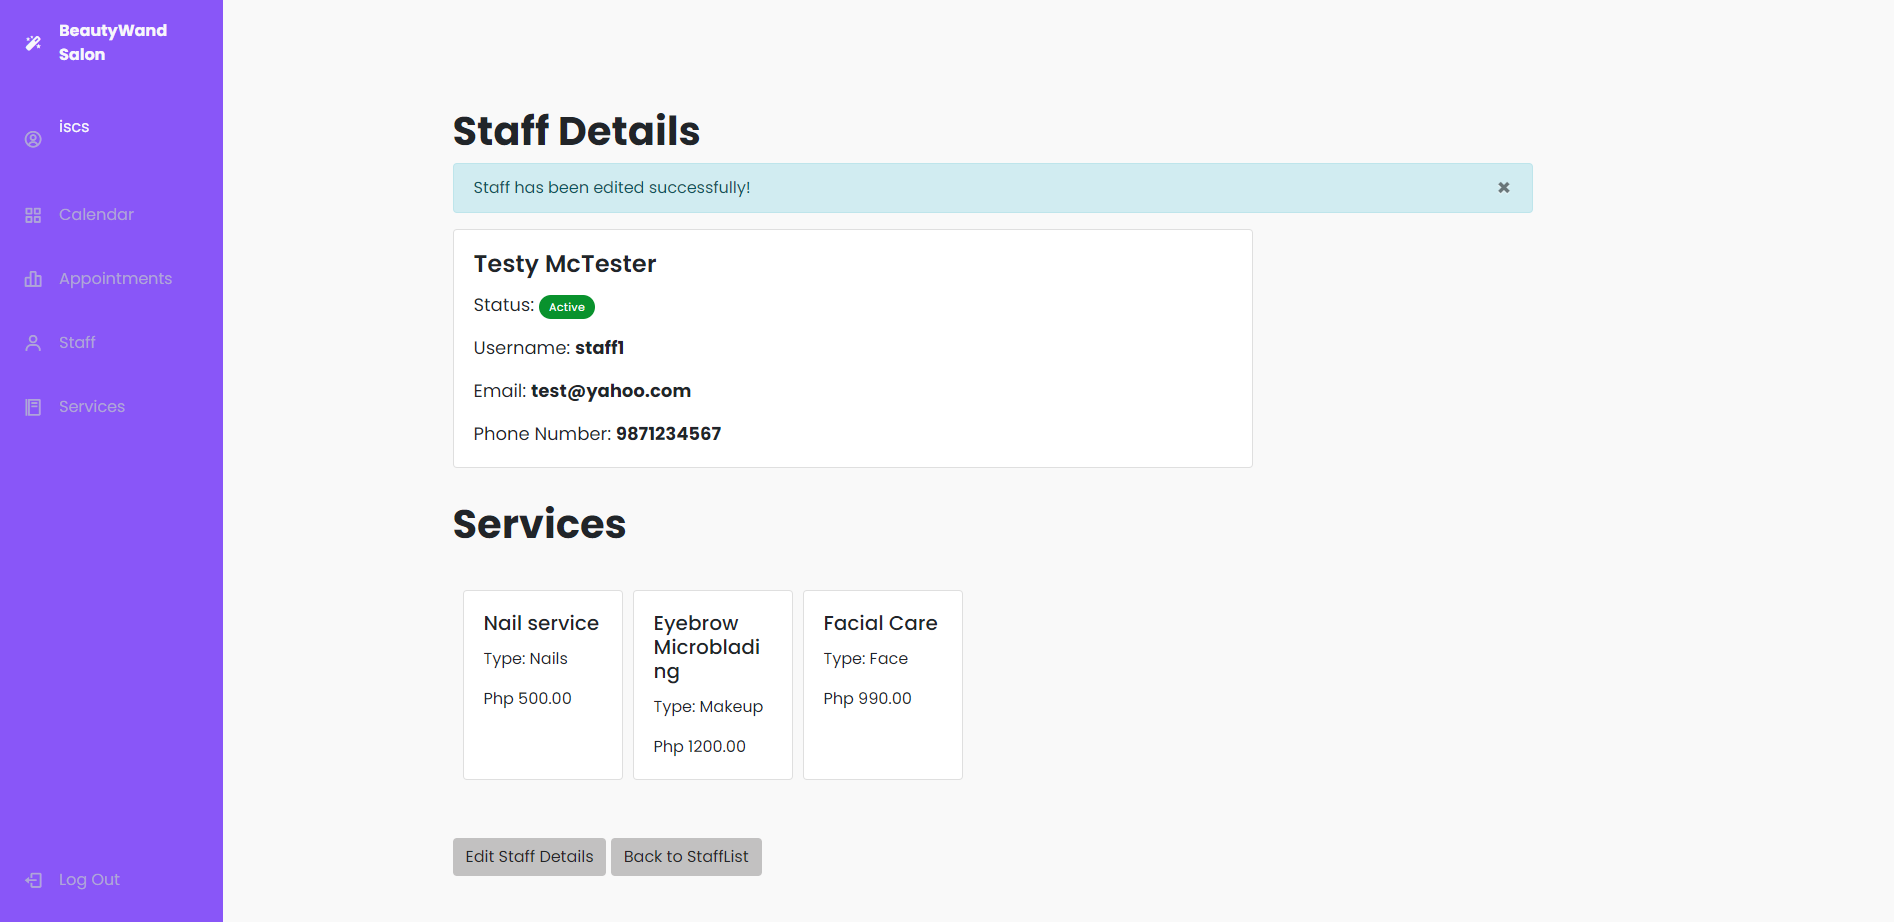 BeautyWand
Salon
iscs
Calendar
Appointments
Staff
Services
Log Out
Staff Details
Staff has been edited successfully!
Testy McTester
Status: Active
Username: staff1
Email: test@yahoo.com
Phone Number: 9871234567
Services
Nail service
Type: Nails
Php 500.00
Eyebrow
Microbladi
ng
Type: Makeup
Php 1200.00
Facial Care
Type: Face
Php 990.00
Edit Staff Details
Back to StaffList